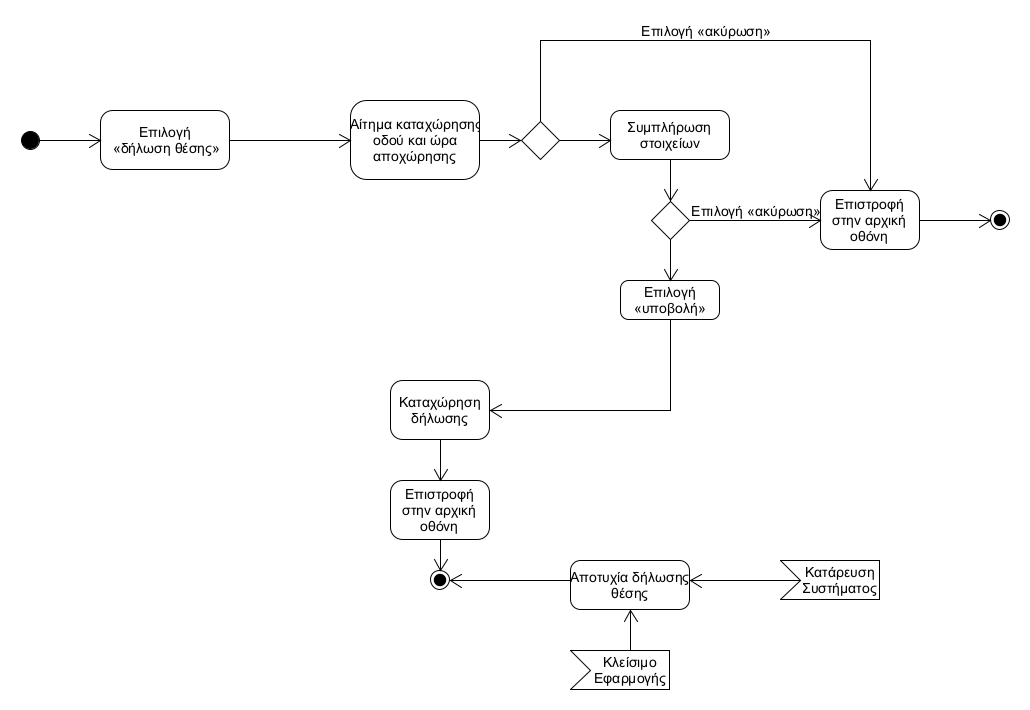 Επιλογή «ακύρωση»
Επιλογή
«δήλωση θέσης»
Αίτημα καταχώρησης
οδού και ώρα
αποχώρησης
Συμπλήρωση
στοιχείων
Επιλογή «ακύρωση»
Επιστροφή
στην αρχική
οθόνη
Επιλογή
«υποβολή»
Καταχώρηση
δήλωσης
Επιστροφή
στην αρχική
οθόνη
Αποτυχία δήλωσης
θέσης
Κατάρευση
Συστήματος
Κλείσιμο
Εφαρμογής